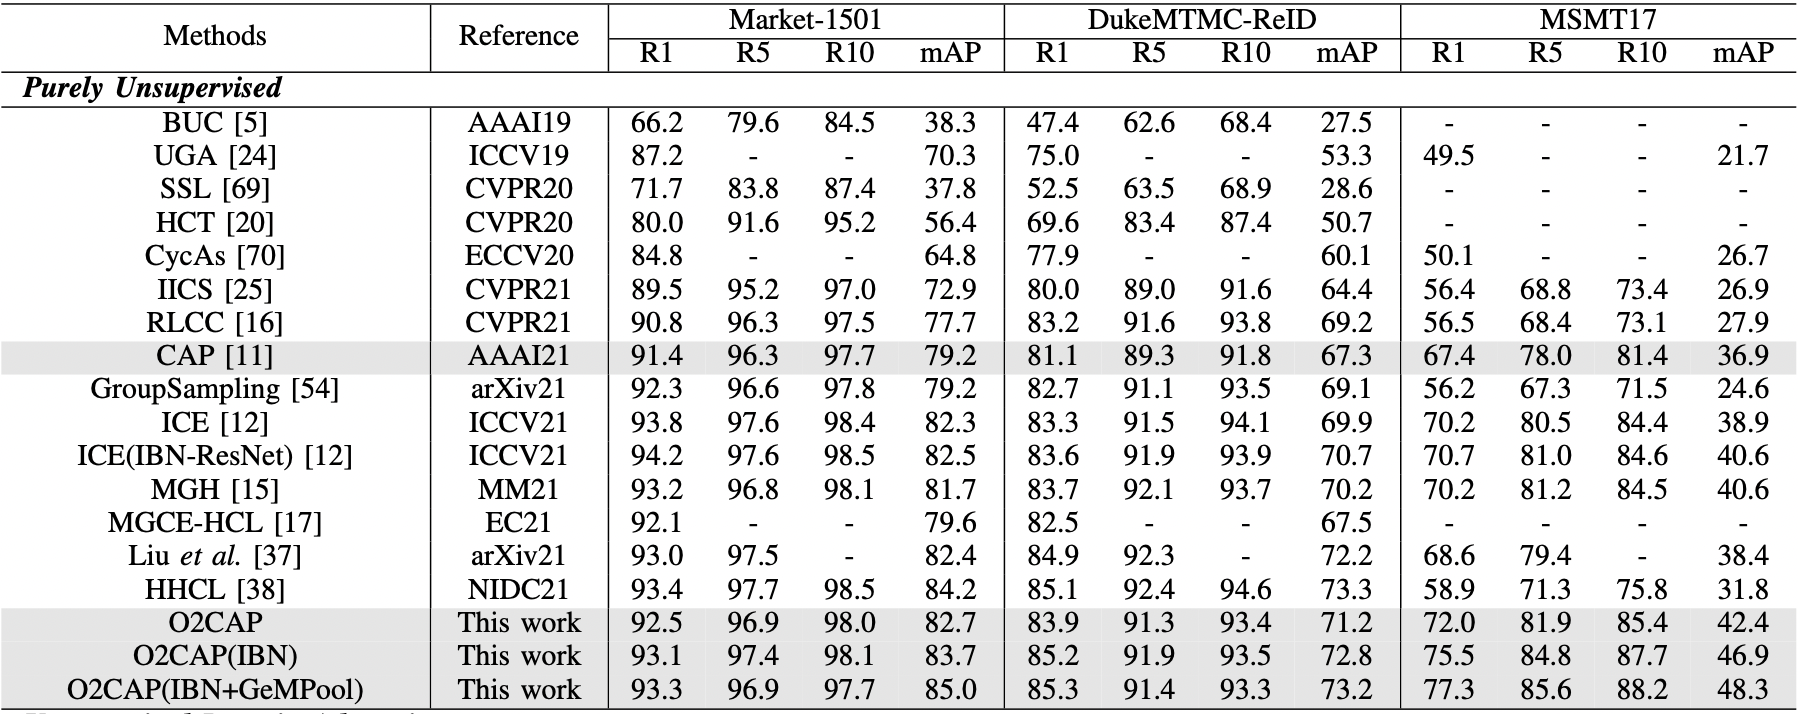 Methods Reference Market-1501 DukeMTMC-ReID MSMT17
R1 R5 R10 mAP R1 R5 R10 mAP R1 R5 R10 mAP
Purely Unsupervised
BUC [5] AAAI19 66.2 79.6 84.5 38.3 47.4 62.6 68.4 27.5 - - - -
UGA [24] ICCV19 87.2 - - 70.3 75.0 - - 53.3 49.5 - - 21.7
SSL [69] CVPR20 71.7 83.8 87.4 37.8 52.5 63.5 68.9 28.6 - - - -
HCT [20] CVPR20 80.0 91.6 95.2 56.4 69.6 83.4 87.4 50.7 - - - -
CycAs [70] ECCV20 84.8 - - 64.8 77.9 - - 60.1 50.1 - - 26.7
IICS [25] CVPR21 89.5 95.2 97.0 72.9 80.0 89.0 91.6 64.4 56.4 68.8 73.4 26.9
RLCC [16] CVPR21 90.8 96.3 97.5 77.7 83.2 91.6 93.8 69.2 56.5 68.4 73.1 27.9
CAP [11] AAAI21 91.4 96.3 97.7 79.2 81.1 89.3 91.8 67.3 67.4 78.0 81.4 36.9
GroupSampling [54] arXiv21 92.3 96.6 97.8 79.2 82.7 91.1 93.5 69.1 56.2 67.3 71.5 24.6
ICE [12] ICCV21 93.8 97.6 98.4 82.3 83.3 91.5 94.1 69.9 70.2 80.5 84.4 38.9
ICE(IBN-ResNet) [12] ICCV21 94.2 97.6 98.5 82.5 83.6 91.9 93.9 70.7 70.7 81.0 84.6 40.6
MGH [15] MM21 93.2 96.8 98.1 81.7 83.7 92.1 93.7 70.2 70.2 81.2 84.5 40.6
MGCE-HCL [17] EC21 92.1 - - 79.6 82.5 - - 67.5 - - - -
Liu et al. [37] arXiv21 93.0 97.5 - 82.4 84.9 92.3 - 72.2 68.6 79.4 - 38.4
HHCL [38] NIDC21 93.4 97.7 98.5 84.2 85.1 92.4 94.6 73.3 58.9 71.3 75.8 31.8
O2CAP This work 92.5 96.9 98.0 82.7 83.9 91.3 93.4 71.2 72.0 81.9 85.4 42.4
O2CAP(IBN) This work 93.1 97.4 98.1 83.7 85.2 91.9 93.5 72.8 75.5 84.8 87.7 46.9
O2CAP(IBN+GeMPool) This work 93.3 96.9 97.7 85.0 85.3 91.4 93.3 73.2 77.3 85.6 88.2 48.3